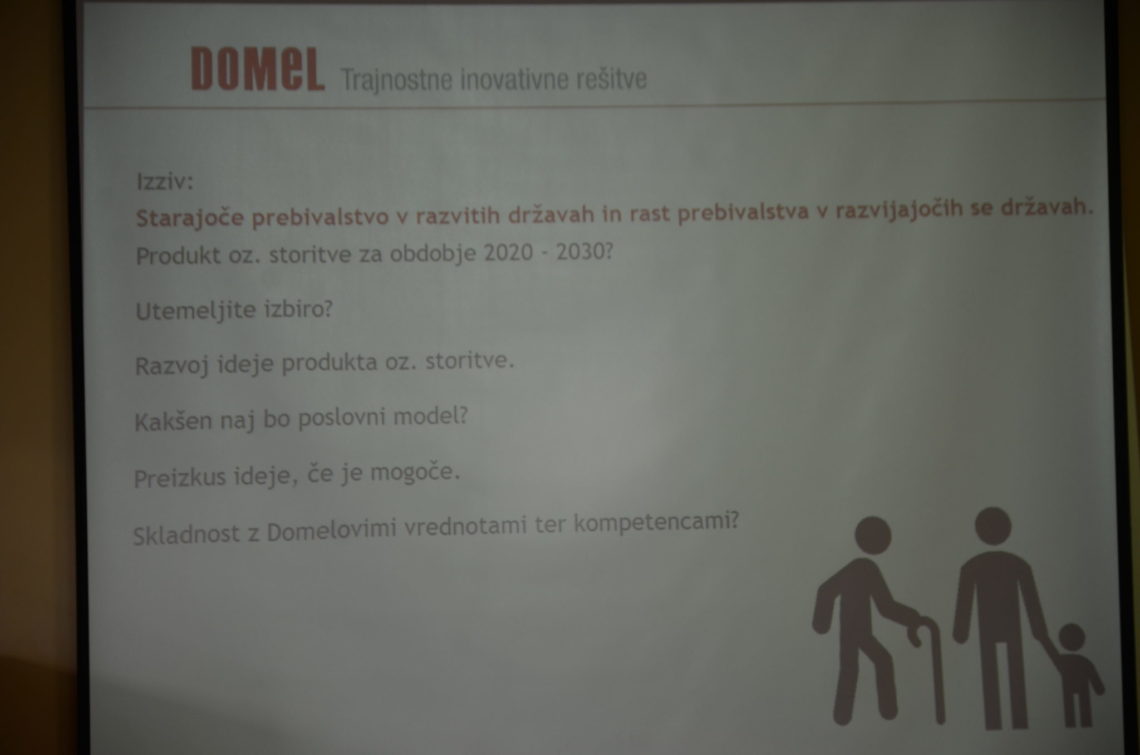 DOMEL Trajnostne inovativne rešitve
Izziv:
Starajoče prebivalstvo v razvitih državah in rast prebivalstva v razvijajočih se državah.
Produkt oz. storitve za obdobje 2020 - 2030?
Utemeljite izbiro?
Razvoj ideje produkta oz. storitve.
Kakšen naj bo poslovni model?
Preizkus ideje, če je mogoče.
Skladnost z Domelovimi vrednotami ter kompetencami?